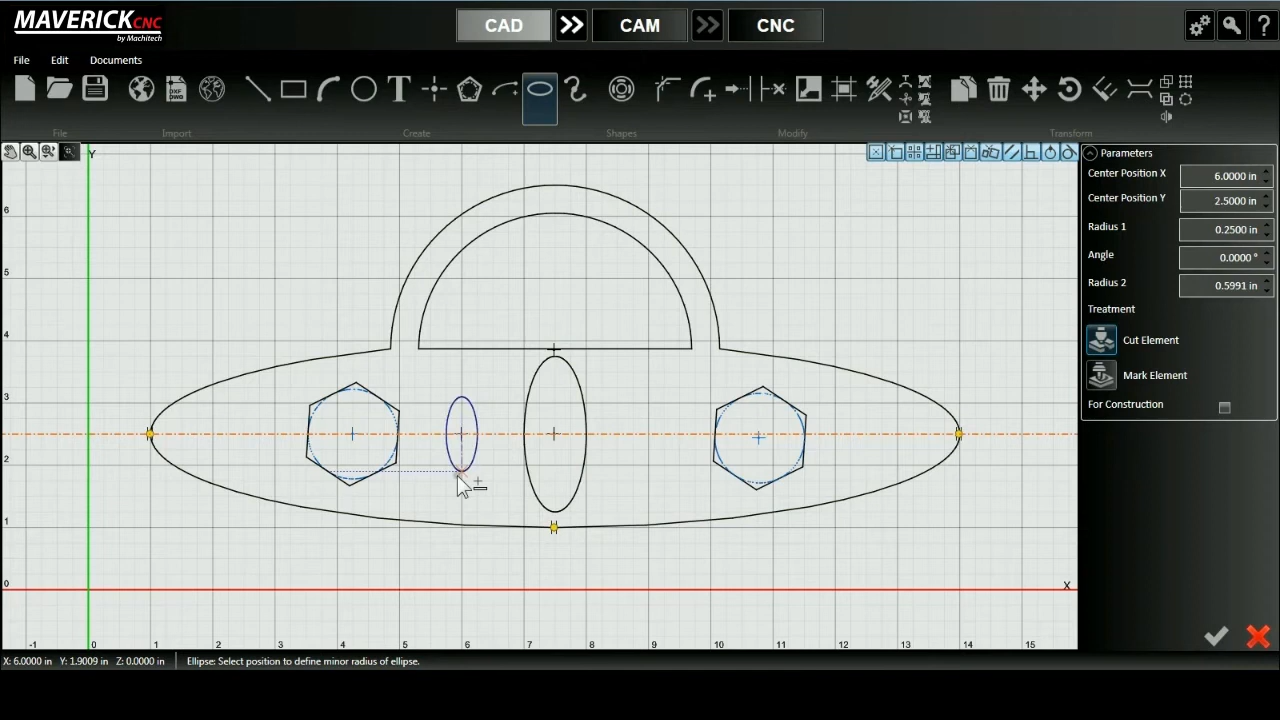 MAVERICK CNC
by Machitech
CAD
CAM
CNC
?
File Edit Documents
DXF
DWG
T
File Import Create Shapes Modify Transform
Y
Parameters
Center Position X 6.0000 in
Center Position Y 2.5000 in
Radius 1 0.2500 in
Angle 0.0000 °
Radius 2 0.5991 in
Treatment
Cut Element
Mark Element
For Construction
6
5
4
3
2
1
0
X
-1 0 1 2 3 4 5 6 7 8 9 10 11 12 13 14 15
X: 6.0000 in Y: 1.9009 in Z: 0.0000 in Ellipse: Select position to define minor radius of ellipse.